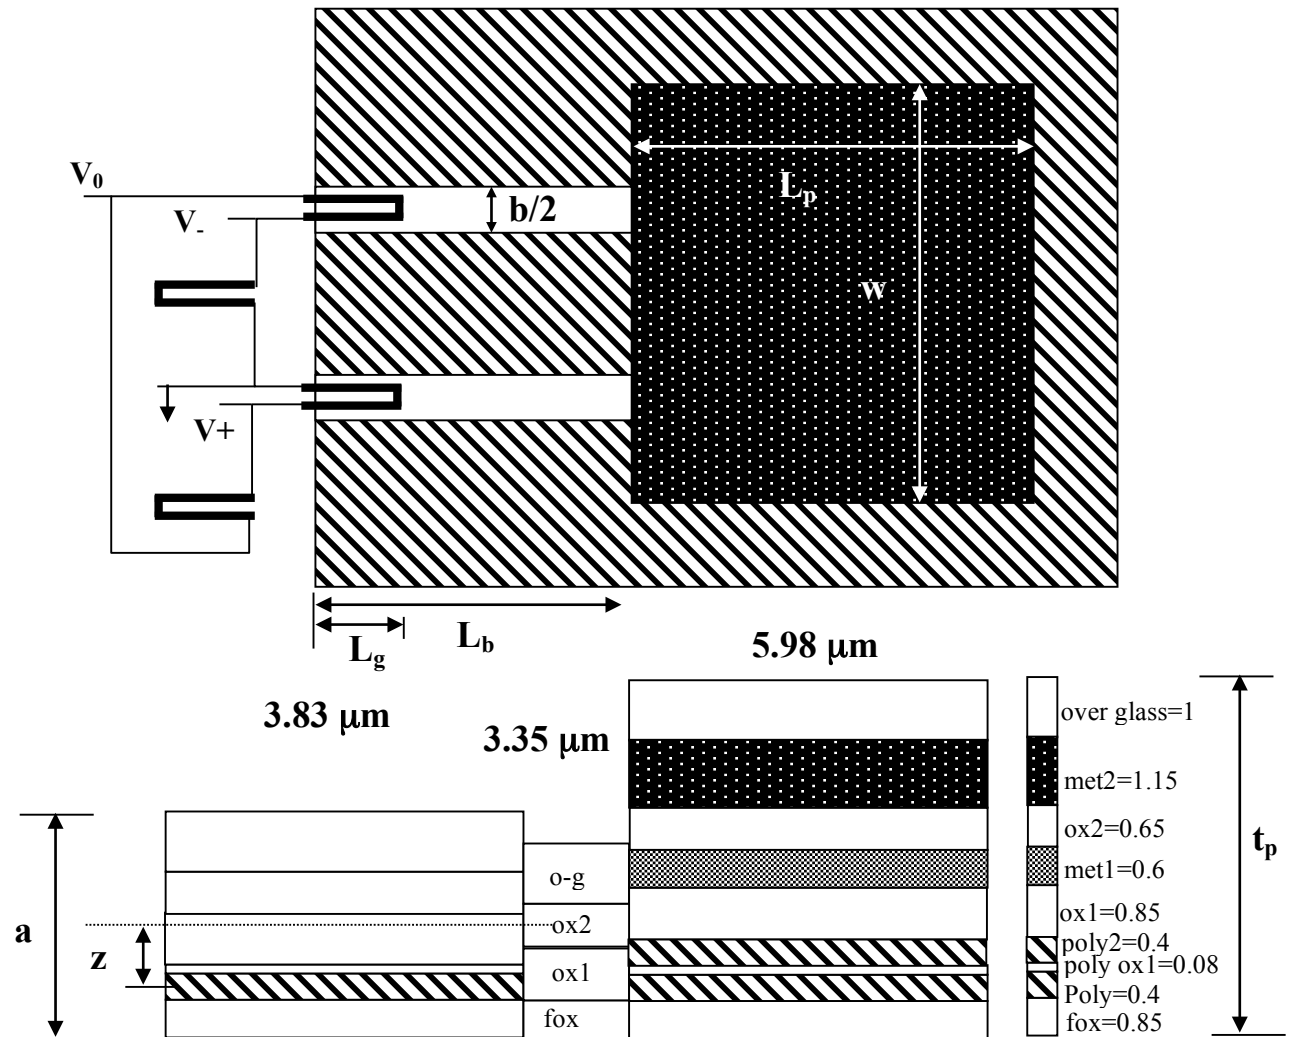 V₀
V₋
b/2
Lₚ
w
V+
L_g
L_b
5.98 μm
3.83 μm
3.35 μm
over glass=1
met2=1.15
ox2=0.65
met1=0.6
ox1=0.85
poly2=0.4
poly ox1=0.08
Poly=0.4
fox=0.85
tₚ
a
z
o-g
ox2
ox1
fox